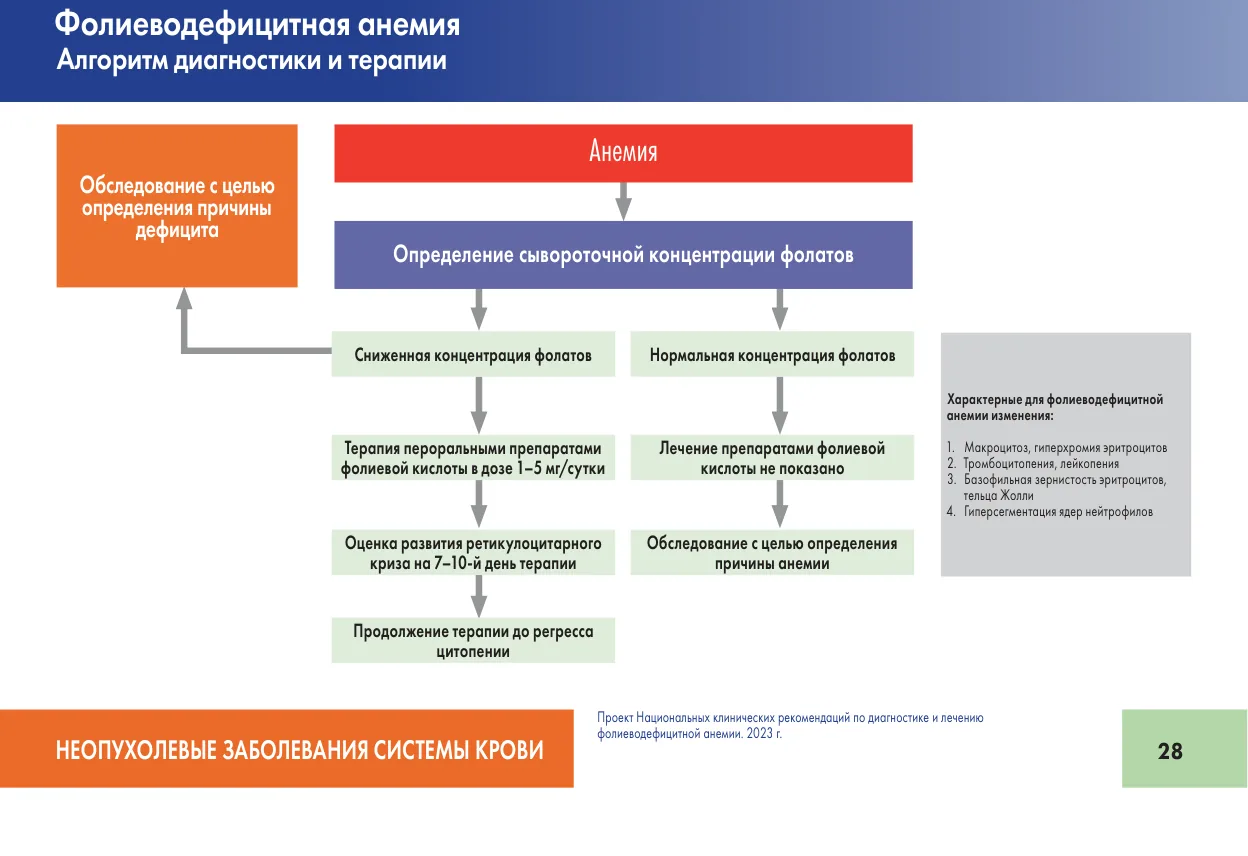 Фолиеводефицитная анемия
Алгоритм диагностики и терапии
Обследование с целью
определения причины
дефицита
Анемия
Определение сывороточной концентрации фолатов
Сниженная концентрация фолатов
Нормальная концентрация фолатов
Терапия пероральными препаратами
фолиевой кислоты в дозе 1–5 мг/сутки
Лечение препаратами фолиевой
кислоты не показано
Оценка развития ретикулоцитарного
криза на 7–10-й день терапии
Обследование с целью определения
причины анемии
Продолжение терапии до регресса
цитопении
Характерные для фолиеводефицитной
анемии изменения:
1. Макроцитоз, гиперхромия эритроцитов
2. Тромбоцитопения, лейкопения
3. Базофильная зернистость эритроцитов,
тельца Жолли
4. Гиперсегментация ядер нейтрофилов
НЕОПУХОЛЕВЫЕ ЗАБОЛЕВАНИЯ СИСТЕМЫ КРОВИ
Проект Национальных клинических рекомендаций по диагностике и лечению
фолиеводефицитной анемии. 2023 г.
28